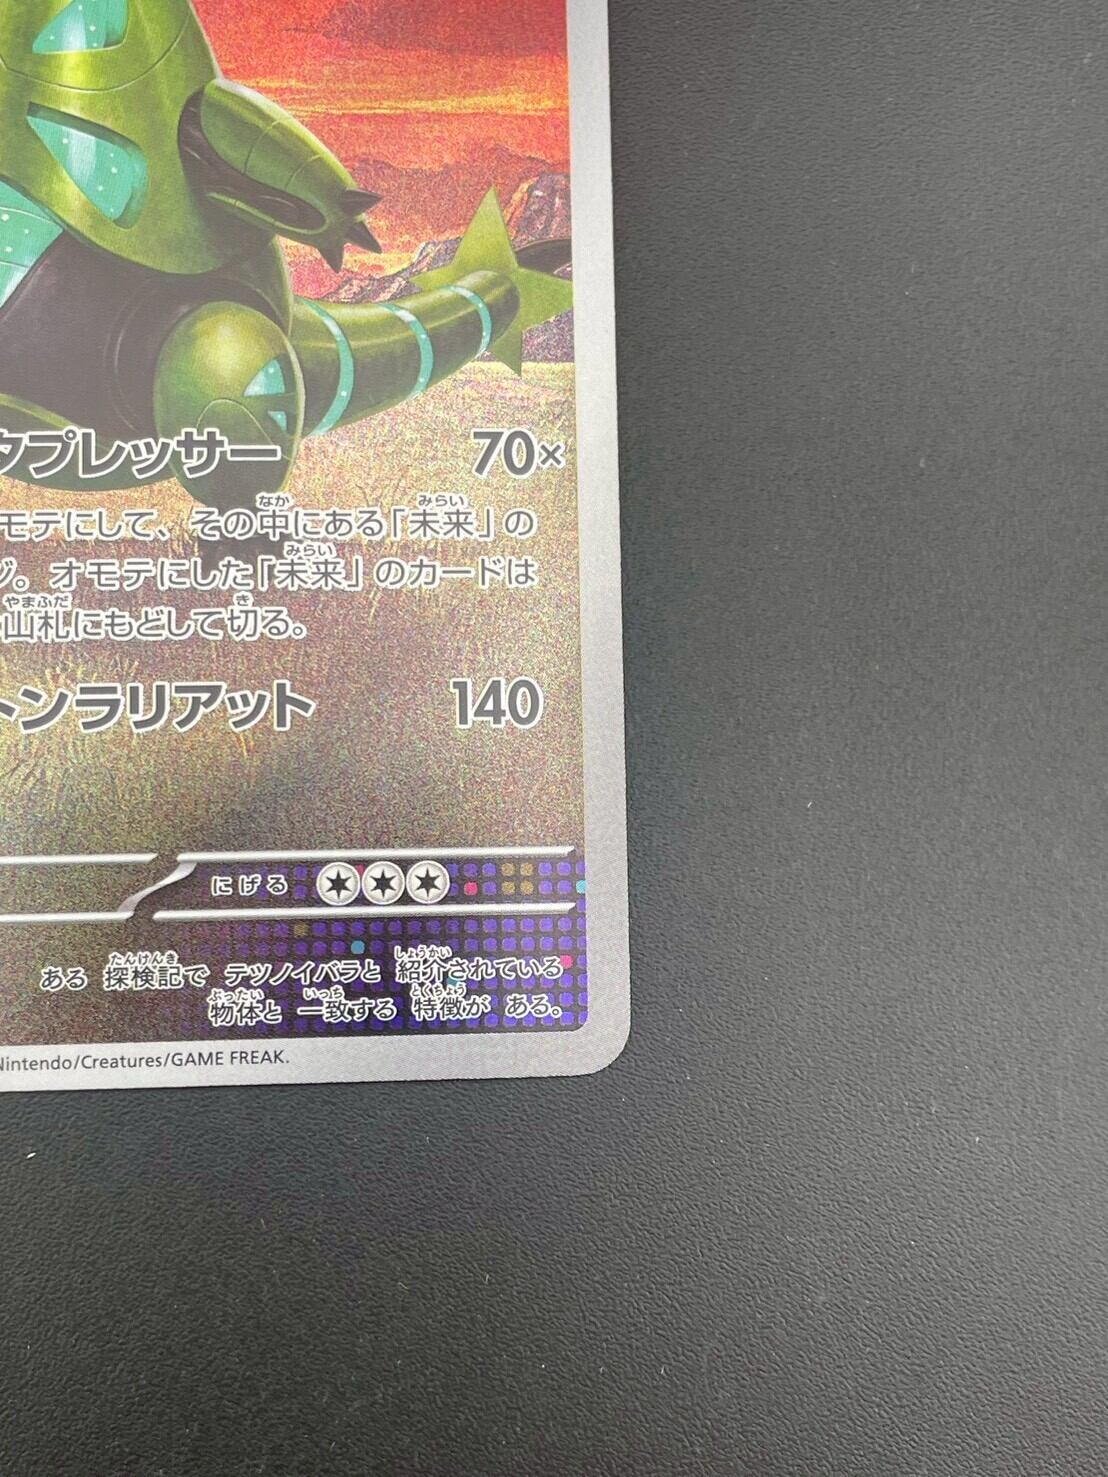 タプレッサー 70×
モテにして、その中にある「未来」の
ジ。オモテにした「未来」のカードは
山札にもどして切る。
トンラリアット 140
にげる
ある 探検記で テツノイバラと 紹介されている
物体と 一致する 特徴が ある。
Nintendo/Creatures/GAME FREAK.